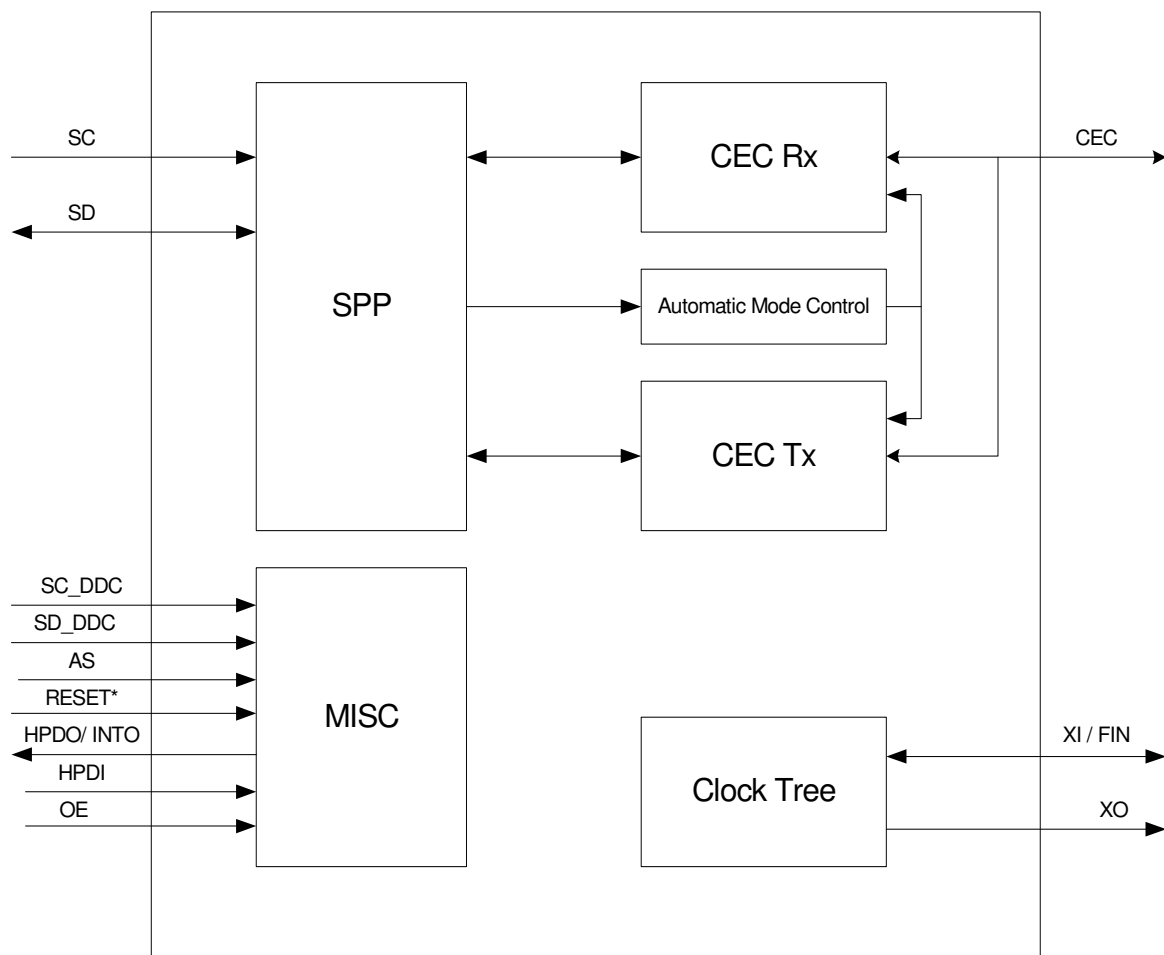 SC
CEC Rx
CEC
SD
SPP
Automatic Mode Control
CEC Tx
SC_DDC
SD_DDC
AS
RESET*
MISC
HPDO/ INTO
XI / FIN
HPDI
Clock Tree
OE
XO